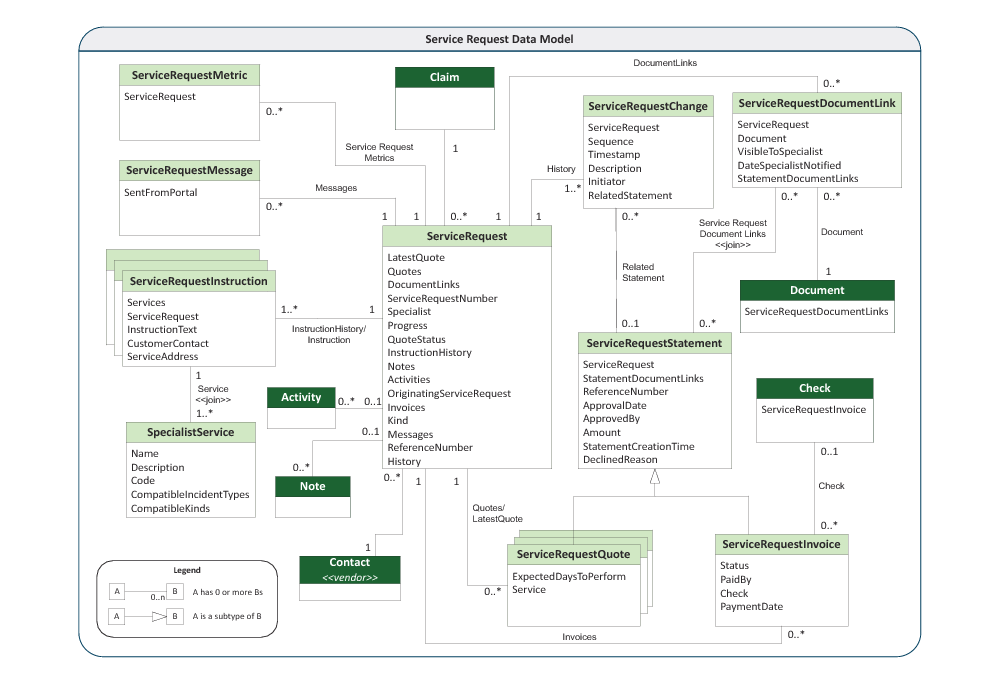 Service Request Data Model
ServiceRequestMetric
ServiceRequest
0..*
Service Request
Metrics
Claim
1
DocumentLinks
0..*
ServiceRequestChange
ServiceRequest
Sequence
Timestamp
Description
Initiator
RelatedStatement
ServiceRequestDocumentLink
ServiceRequest
Document
VisibleToSpecialist
DateSpecialistNotified
StatementDocumentLinks
ServiceRequestMessage
SentFromPortal
0..*
Messages
History
1..*
1
1
0..*
1
1
0..*
0..*
0..*
Service Request
Document Links
<<join>>
Document
1
Related
Statement
0..1
0..*
ServiceRequest
LatestQuote
Quotes
DocumentLinks
ServiceRequestNumber
Specialist
Progress
QuoteStatus
InstructionHistory
Notes
Activities
OriginatingServiceRequest
Invoices
Kind
Messages
ReferenceNumber
History
ServiceRequestInstruction
Services
ServiceRequest
InstructionText
CustomerContact
ServiceAddress
1..*
1
InstructionHistory/
Instruction
Document
ServiceRequestDocumentLinks
ServiceRequestStatement
ServiceRequest
StatementDocumentLinks
ReferenceNumber
ApprovalDate
ApprovedBy
Amount
StatementCreationTime
DeclinedReason
1
Service
<<join>>
1..*
Activity
0..*
0..1
Check
ServiceRequestInvoice
0..1
Check
0..*
SpecialistService
Name
Description
Code
CompatibleIncidentTypes
CompatibleKinds
0..1
0..*
Note
0..*
1
1
Quotes/
LatestQuote
1
Contact
<<vendor>>
ServiceRequestQuote
ExpectedDaysToPerform
Service
0..*
ServiceRequestInvoice
Status
PaidBy
Check
PaymentDate
0..*
Invoices
Legend
A
0..n
B
A has 0 or more Bs
A
B
A is a subtype of B